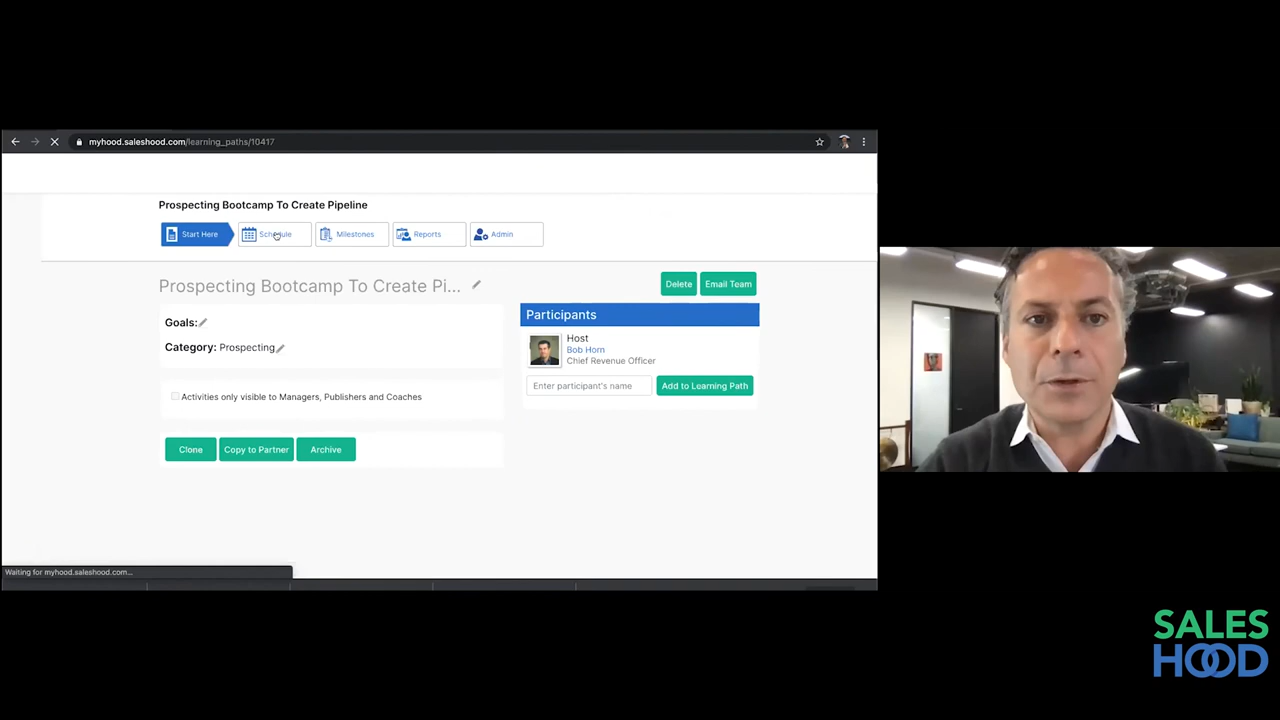 myhood.saleshood.com/learning_paths/10417
Prospecting Bootcamp To Create Pipeline
Start Here
Schedule
Milestones
Reports
Admin
Prospecting Bootcamp To Create Pi...
Delete
Email Team
Goals:
Category: Prospecting
Activities only visible to Managers, Publishers and Coaches
Clone
Copy to Partner
Archive
Participants
Host
Bob Horn
Chief Revenue Officer
Enter participant's name
Add to Learning Path
Waiting for myhood.saleshood.com...
SALES
HOOD